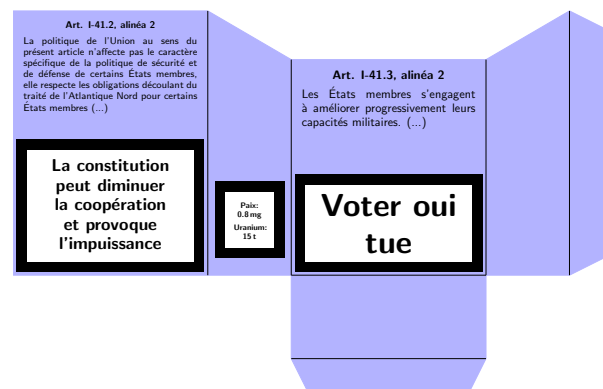 Art. I-41.2, alinéa 2
La politique de l'Union au sens du
présent article n'affecte pas le caractère
spécifique de la politique de sécurité et
de défense de certains États membres,
elle respecte les obligations découlant du
traité de l'Atlantique Nord pour certains
États membres (...)
La constitution
peut diminuer
la coopération
et provoque
l'impuissance
Paix:
0.8 mg
Uranium:
15 t
Art. I-41.3, alinéa 2
Les États membres s'engagent
à améliorer progressivement leurs
capacités militaires. (...)
Voter oui
tue